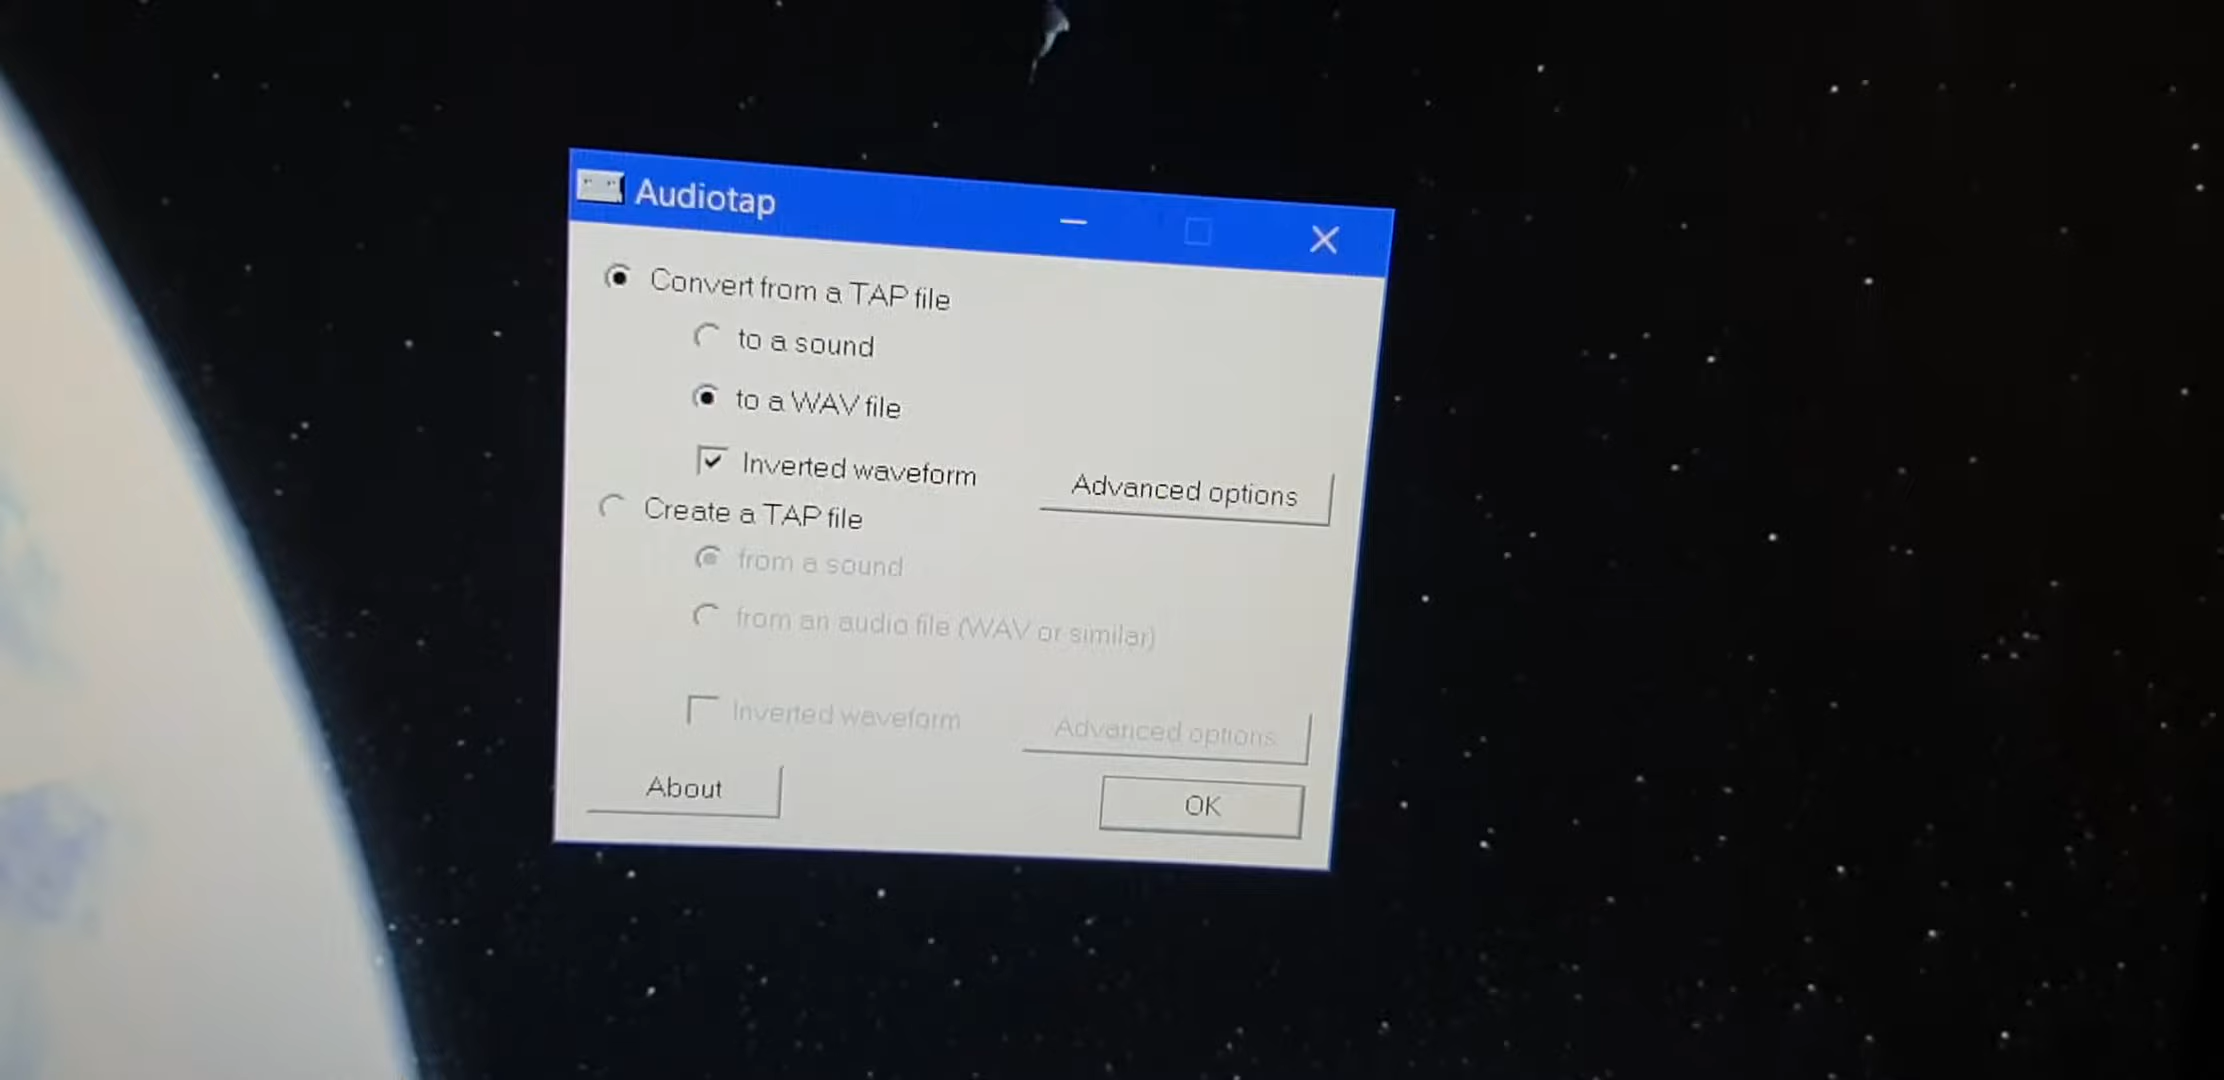 Audiotap
Convert from a TAP file
to a sound
to a WAV file
Inverted waveform
Advanced options
Create a TAP file
from a sound
from an audio file (WAV or similar)
Inverted waveform
Advanced options
About
OK